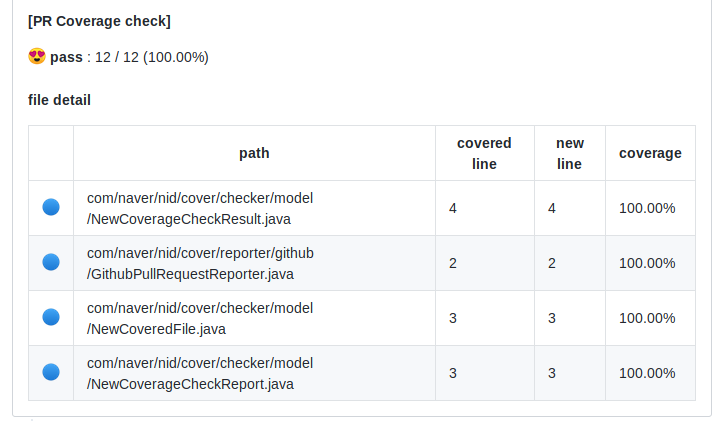 [PR Coverage check]
😍 pass : 12 / 12 (100.00%)
file detail
path
covered line
new line
coverage
com/naver/nid/cover/checker/model
/NewCoverageCheckResult.java
4
4
100.00%
com/naver/nid/cover/reporter/github
/GithubPullRequestReporter.java
2
2
100.00%
com/naver/nid/cover/checker/model
/NewCoveredFile.java
3
3
100.00%
com/naver/nid/cover/checker/model
/NewCoverageCheckReport.java
3
3
100.00%